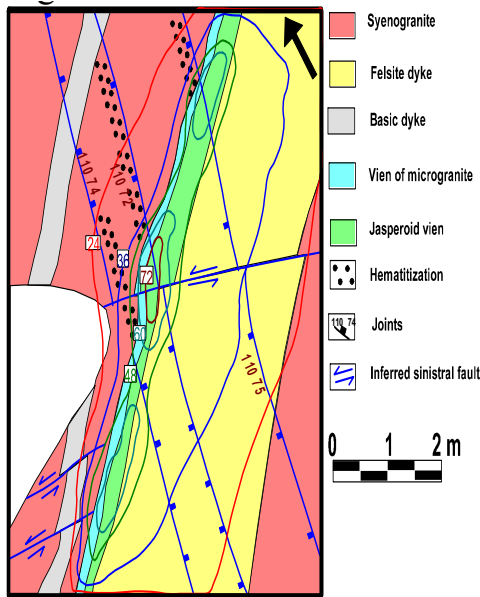 Syenogranite
Felsite dyke
Basic dyke
Vien of microgranite
Jasperoid vien
Hematitization
110 74
Joints
Inferred sinistral fault
0 1 2 m
110 74
110 72
24
36
72
60
48
110 75